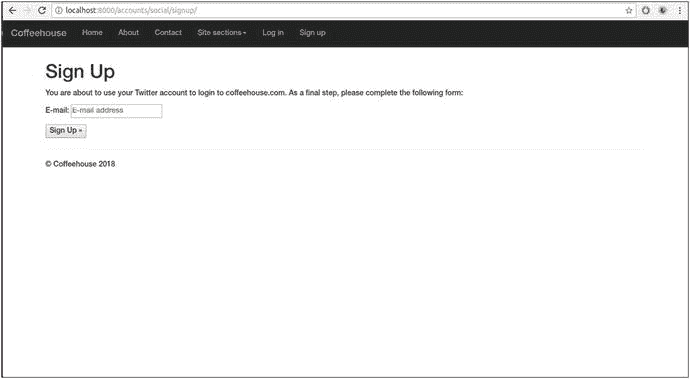 localhost:8000/accounts/social/signup/
Coffeehouse Home About Contact Site sections Log in Sign up
Sign Up
You are about to use your Twitter account to login to coffeehouse.com. As a final step, please complete the following form:
E-mail: E-mail address
Sign Up »
© Coffeehouse 2018